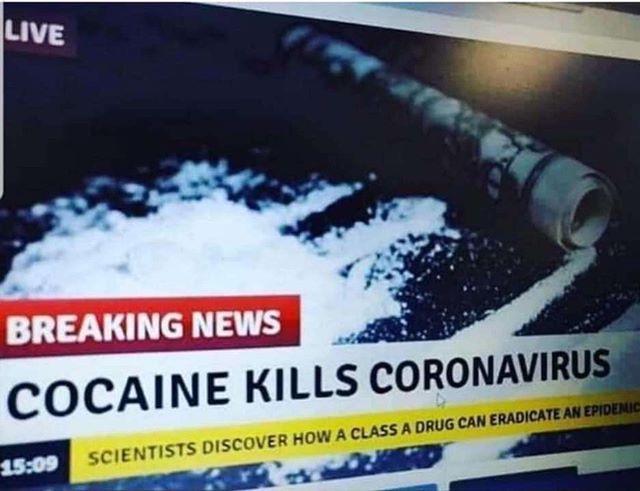 LIVE
BREAKING NEWS
COCAINE KILLS CORONAVIRUS
15:09
SCIENTISTS DISCOVER HOW A CLASS A DRUG CAN ERADICATE AN EPIDEMIC